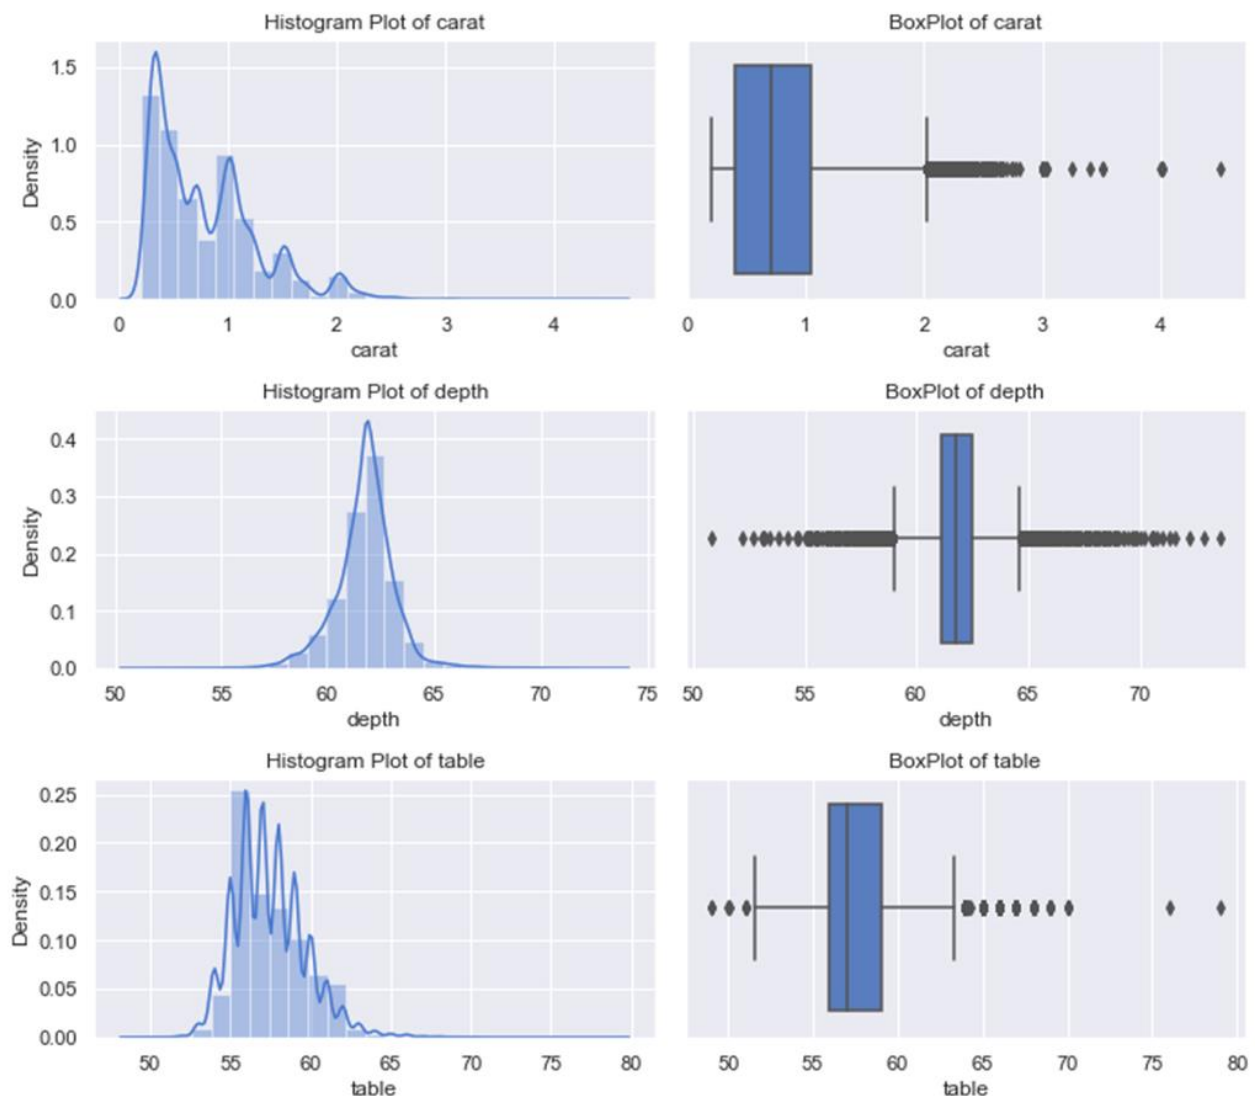 Histogram Plot of carat
Density
1.5
1.0
0.5
0.0
0 1 2 3 4
carat
BoxPlot of carat
0 1 2 3 4
carat
Histogram Plot of depth
Density
0.4
0.3
0.2
0.1
0.0
50 55 60 65 70 75
depth
BoxPlot of depth
50 55 60 65 70
depth
Histogram Plot of table
Density
0.25
0.20
0.15
0.10
0.05
0.00
50 55 60 65 70 75 80
table
BoxPlot of table
50 55 60 65 70 75 80
table